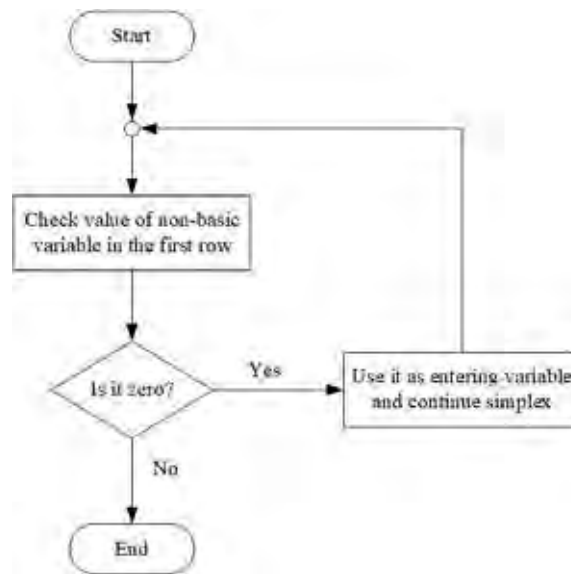 Start
Check value of non-basic
variable in the first row
Is it zero?
Yes
Use it as entering-variable
and continue simplex
No
End